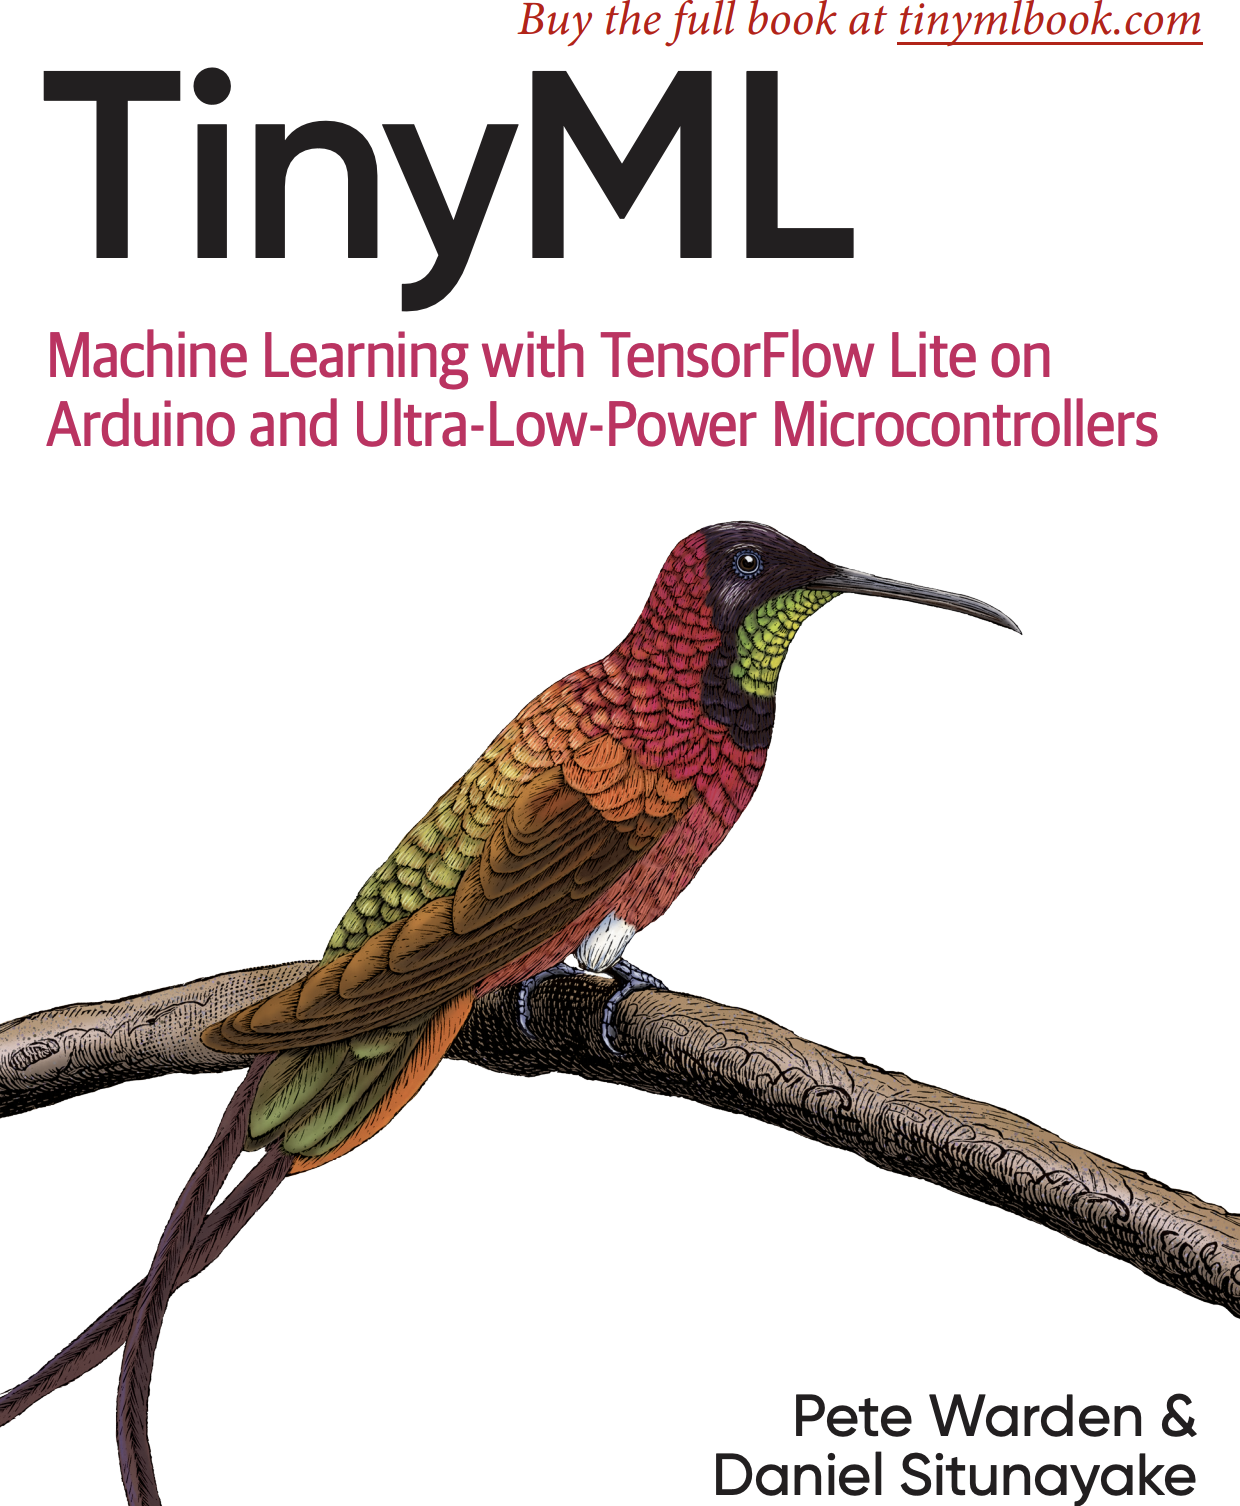 Buy the full book at tinymlbook.com
TinyML
Machine Learning with TensorFlow Lite on
Arduino and Ultra-Low-Power Microcontrollers
Pete Warden &
Daniel Situnayake